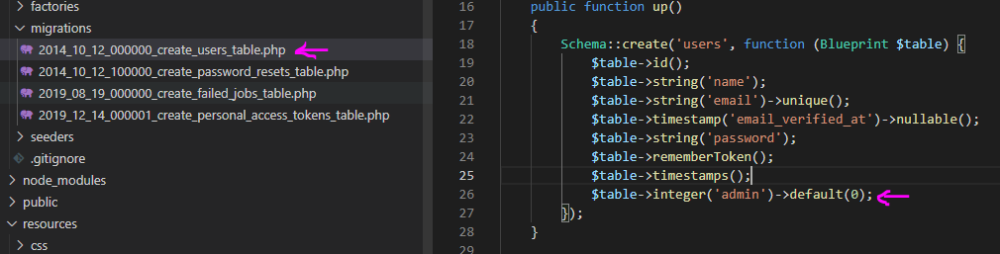 factories
migrations
2014_10_12_000000_create_users_table.php
2014_10_12_100000_create_password_resets_table.php
2019_08_19_000000_create_failed_jobs_table.php
2019_12_14_000001_create_personal_access_tokens_table.php
seeders
.gitignore
node_modules
public
resources
css
16 public function up()
17 {
18 Schema::create('users', function (Blueprint $table) {
19 $table->id();
20 $table->string('name');
21 $table->string('email')->unique();
22 $table->timestamp('email_verified_at')->nullable();
23 $table->string('password');
24 $table->rememberToken();
25 $table->timestamps();
26 $table->integer('admin')->default(0);
27 });
28 }
29